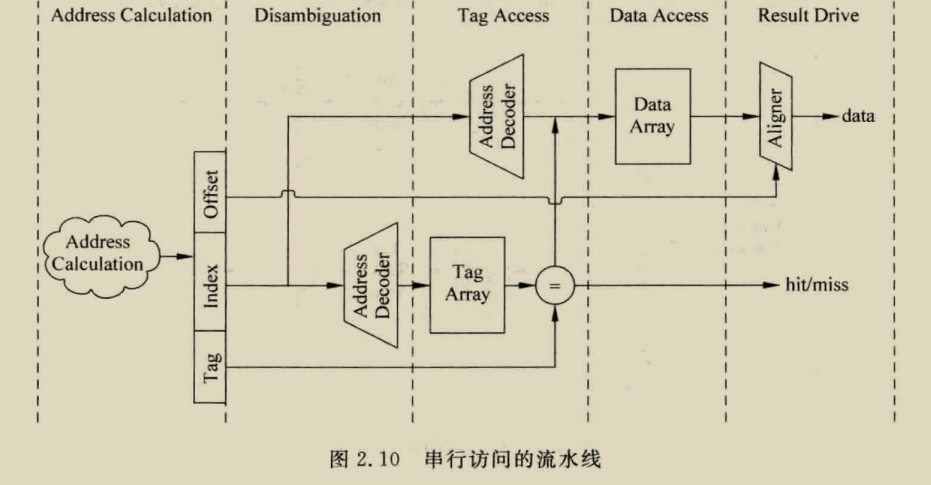 Address Calculation
Disambiguation
Tag Access
Data Access
Result Drive
Address
Decoder
Data
Array
Aligner
data
Offset
Address
Calculation
Index
Address
Decoder
Tag
Array
=
hit/miss
Tag
图 2.10 串行访问的流水线